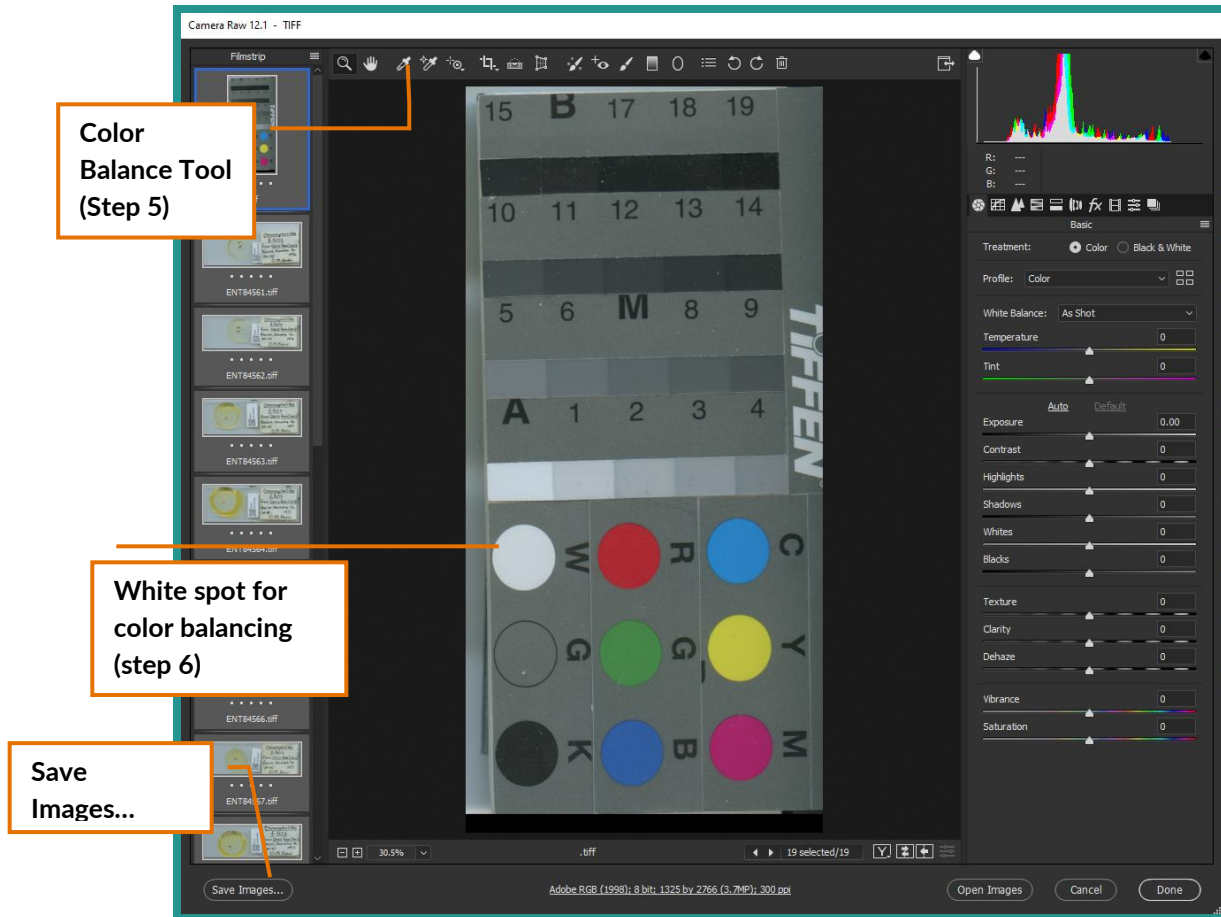 Camera Raw 12.1 - TIFF
Filmstrip
Color
Balance Tool
(Step 5)
ENT84561.tiff
ENT84562.tiff
ENT84563.tiff
ENT84564.tiff
White spot for
color balancing
(step 6)
ENT84566.tiff
Save
Images...
ENT84567.tiff
Save Images...
15 B 17 18 19
10 11 12 13 14
5 6 M 8 9
A 1 2 3 4
TIFFEN
W R C
G G Y
K B M
30.5%
.tiff
19 selected/19
Y
Adobe RGB (1998); 8 bit; 1325 by 2766 (3.7MP); 300 ppi
R: ---
G: ---
B: ---
fx
Basic
Treatment: Color Black & White
Profile: Color
White Balance: As Shot
Temperature 0
Tint 0
Auto Default
Exposure 0.00
Contrast 0
Highlights 0
Shadows 0
Whites 0
Blacks 0
Texture 0
Clarity 0
Dehaze 0
Vibrance 0
Saturation 0
Open Images
Cancel
Done